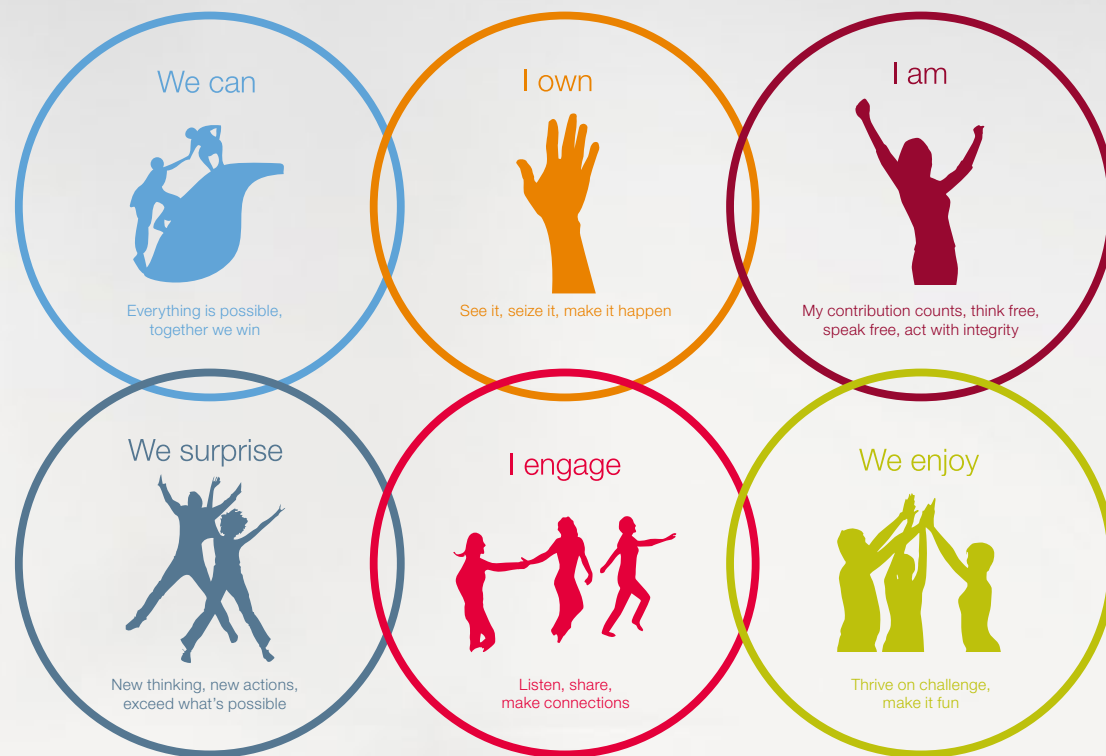 We can
Everything is possible,
together we win
I own
See it, seize it, make it happen
I am
My contribution counts, think free,
speak free, act with integrity
We surprise
New thinking, new actions,
exceed what's possible
I engage
Listen, share,
make connections
We enjoy
Thrive on challenge,
make it fun